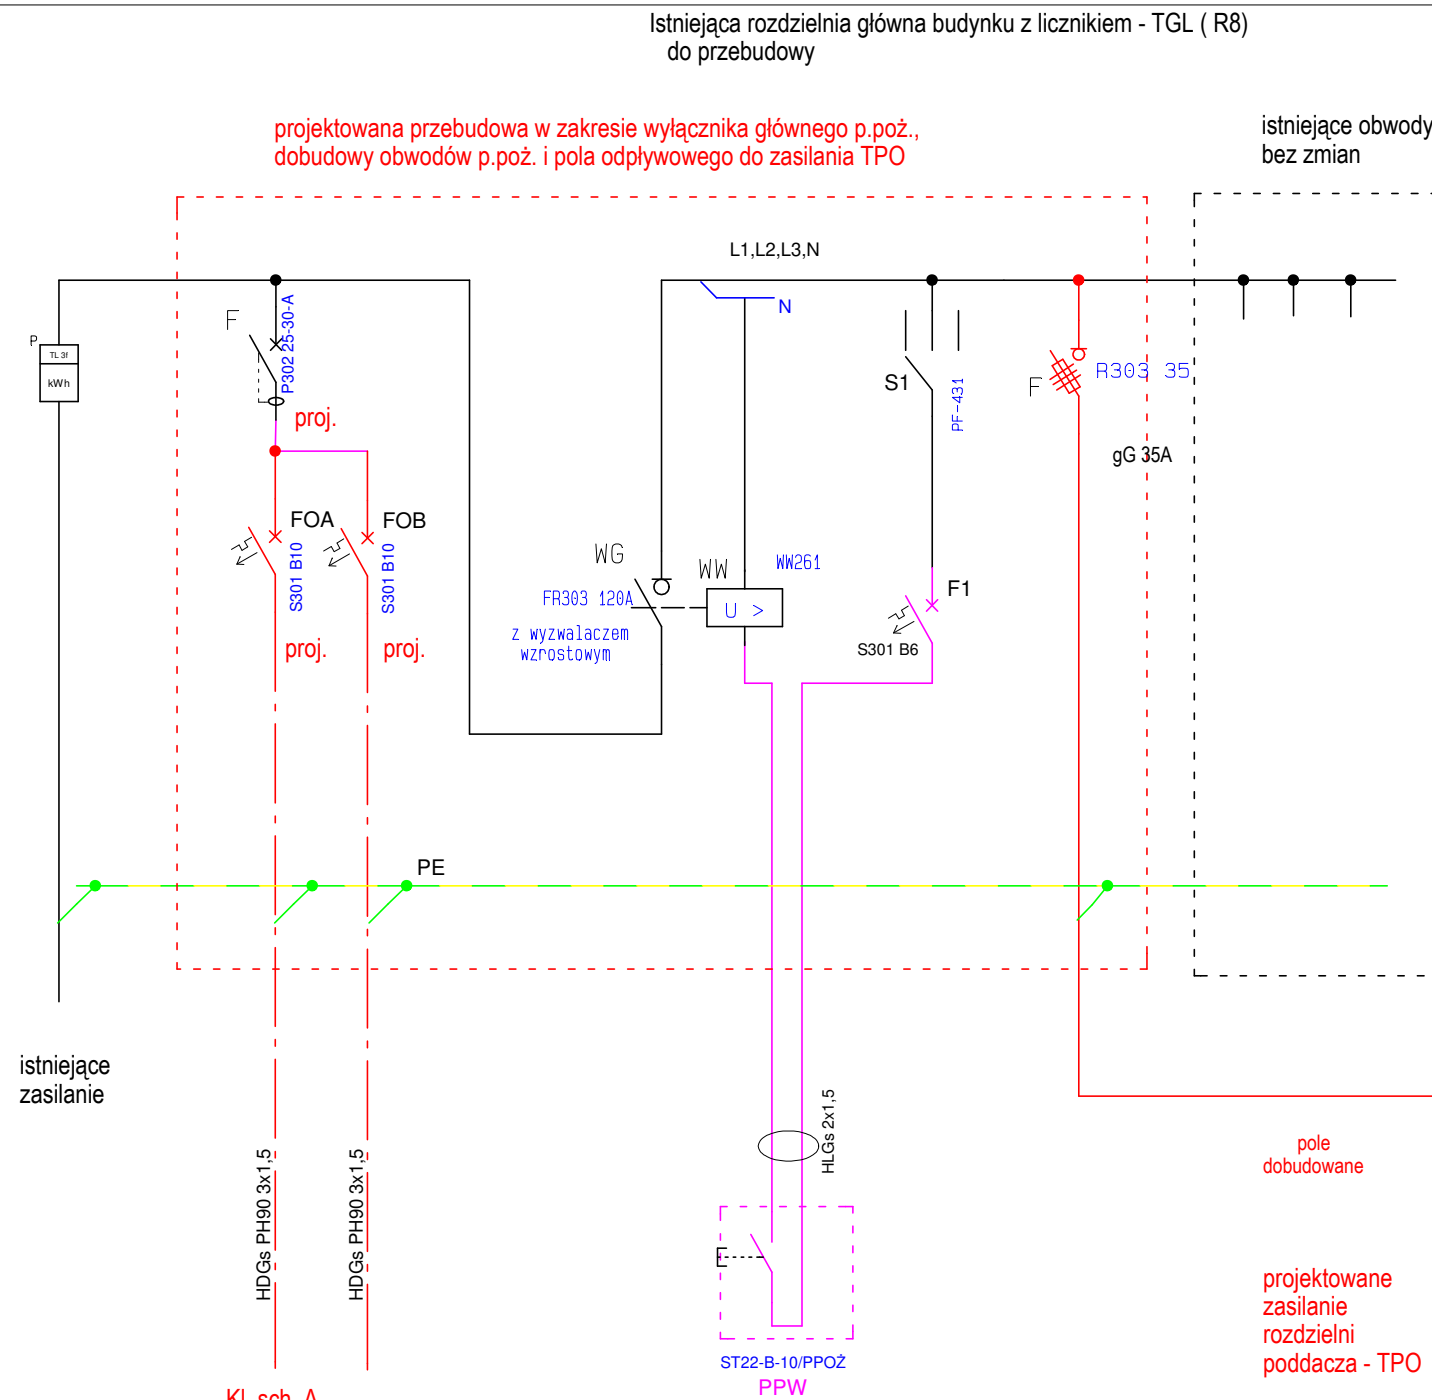 Istniejąca rozdzielnia główna budynku z licznikiem - TGL ( R8)
do przebudowy
projektowana przebudowa w zakresie wyłącznika głównego p.poż.,
dobudowy obwodów p.poż. i pola odpływowego do zasilania TPO
istniejące obwody
bez zmian
L1,L2,L3,N
N
P
TL 3f
kWh
F
P302 25-30-A
proj.
S1
PF-431
F
R303 35
gG 35A
FOA
S301 B10
proj.
FOB
S301 B10
proj.
WG
FR303 120A
z wyzwalaczem
wzrostowym
WW
WW261
U >
F1
S301 B6
PE
istniejące
zasilanie
HDGs PH90 3x1,5
HDGs PH90 3x1,5
HLGs 2x1,5
pole
dobudowane
projektowane
zasilanie
rozdzielni
poddacza - TPO
ST22-B-10/PPOŻ
PPW
Kl. sch. A